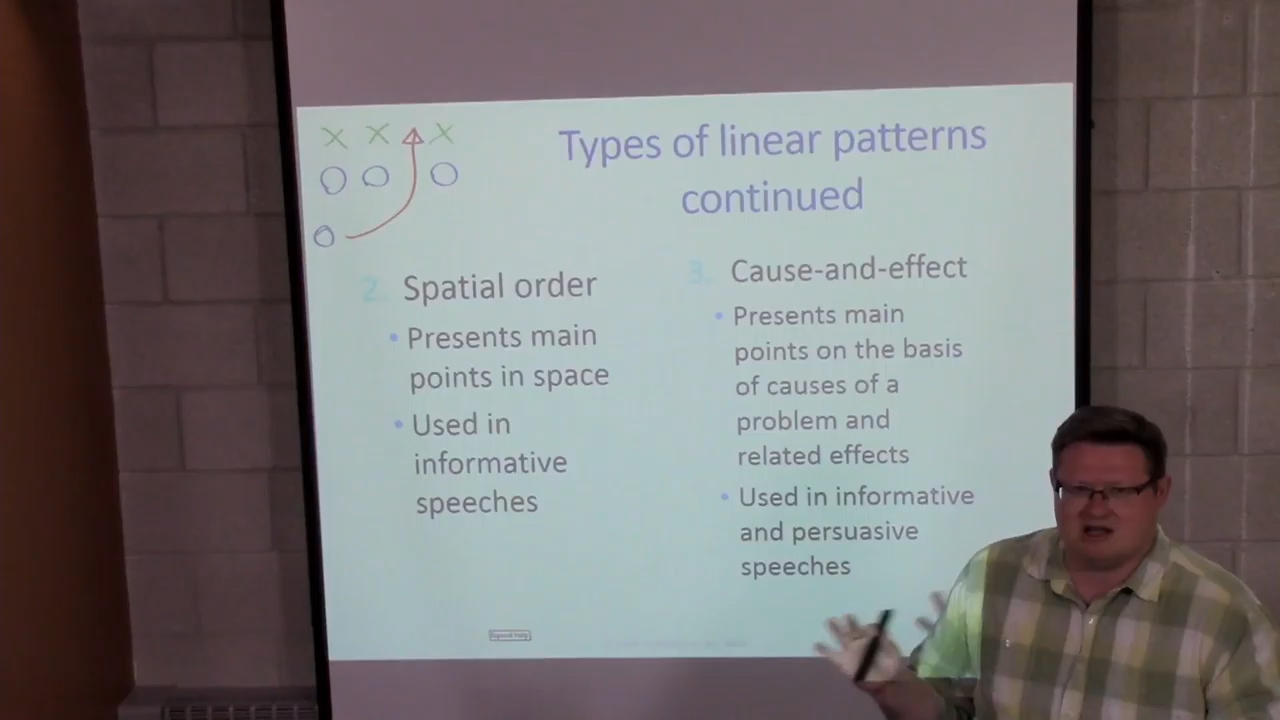 X X X
O O O
O
Types of linear patterns
continued
2. Spatial order
• Presents main
points in space
• Used in
informative
speeches
3. Cause-and-effect
• Presents main
points on the basis
of causes of a
problem and
related effects
• Used in informative
and persuasive
speeches